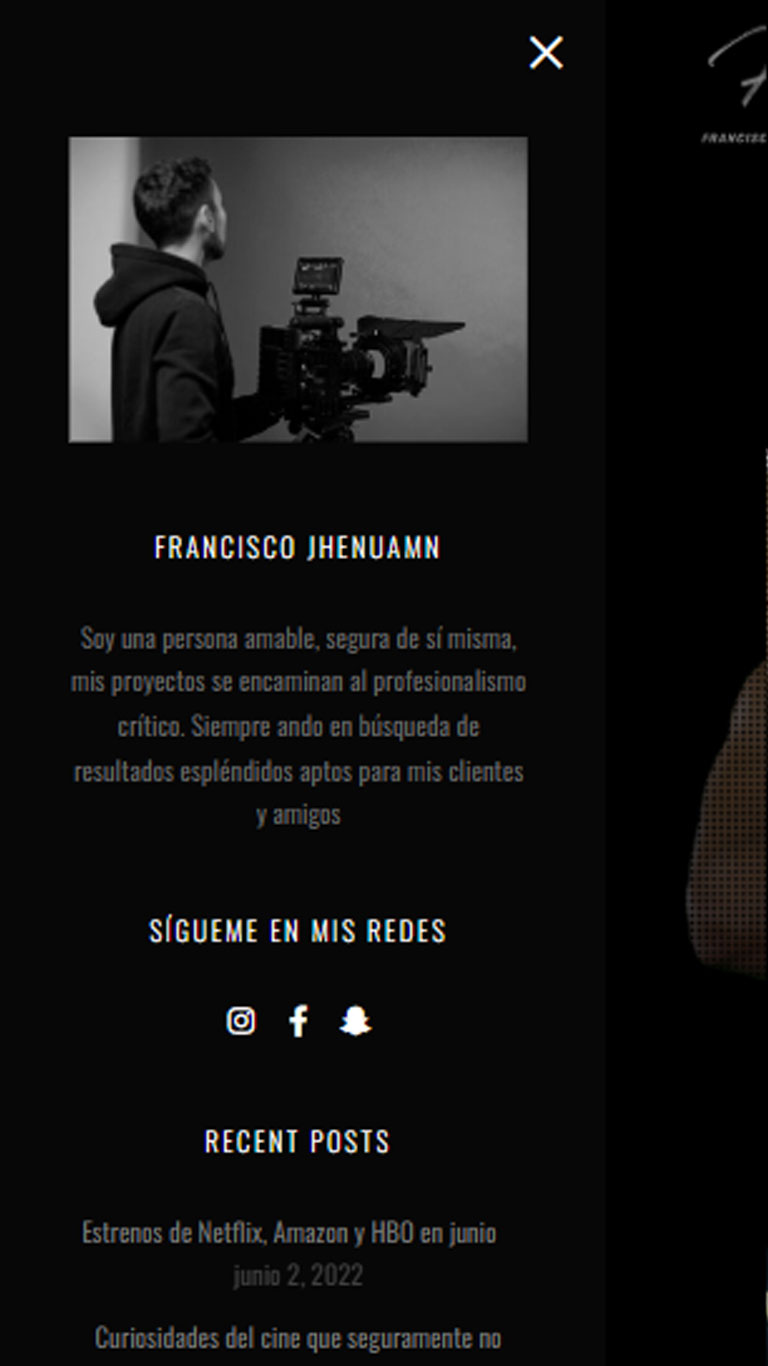 FRANCISCO JHENUAMN
Soy una persona amable, segura de sí misma,
mis proyectos se encaminan al profesionalismo
crítico. Siempre ando en búsqueda de
resultados espléndidos aptos para mis clientes
y amigos
SÍGUEME EN MIS REDES
RECENT POSTS
Estrenos de Netflix, Amazon y HBO en junio
junio 2, 2022
Curiosidades del cine que seguramente no